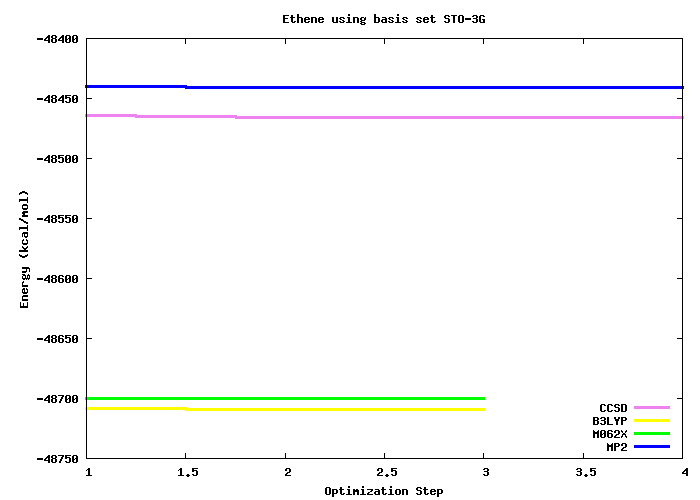 Ethene using basis set STO-3G
-48400
-48450
-48500
-48550
-48600
-48650
-48700
-48750
Energy (kcal/mol)
CCSD
B3LYP
M062X
MP2
1 1.5 2 2.5 3 3.5 4
Optimization Step